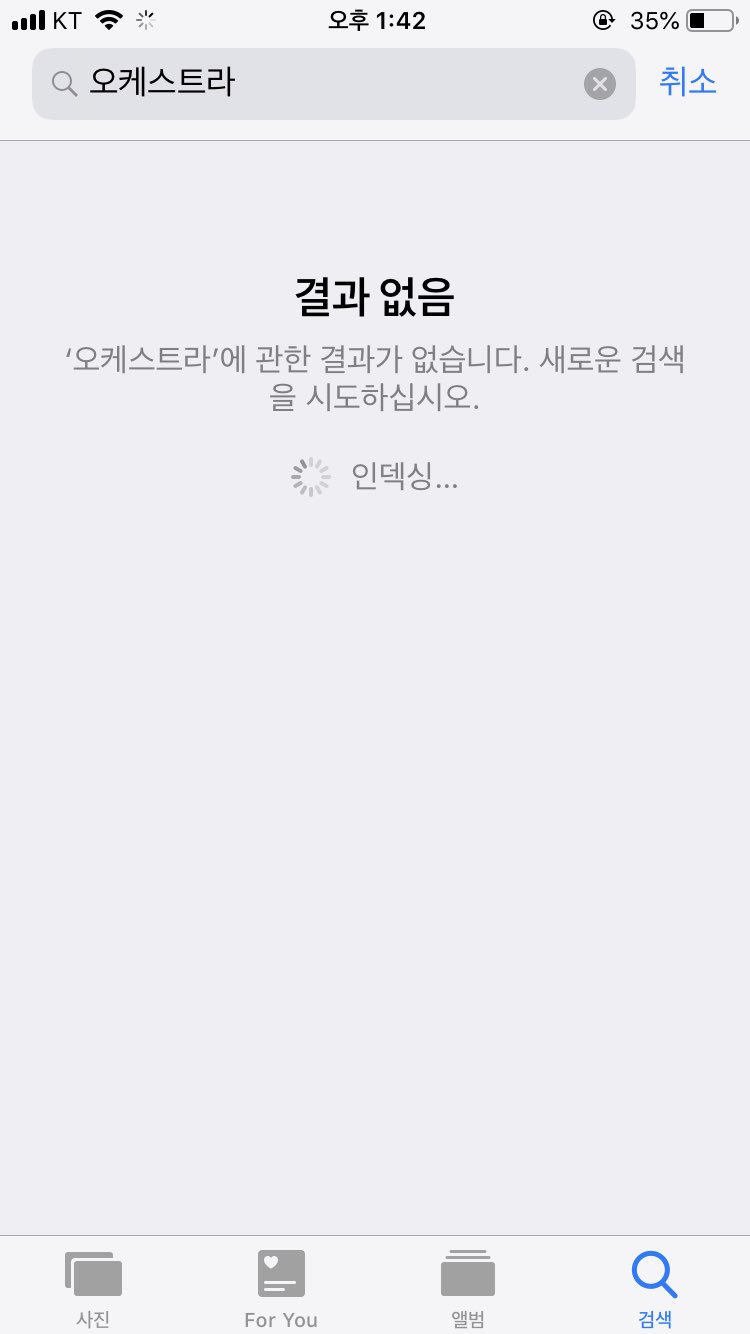 KT 오후 1:42 35%
오케스트라 취소
결과 없음
‘오케스트라’에 관한 결과가 없습니다. 새로운 검색
을 시도하십시오.
인덱싱...
사진 For You 앨범 검색